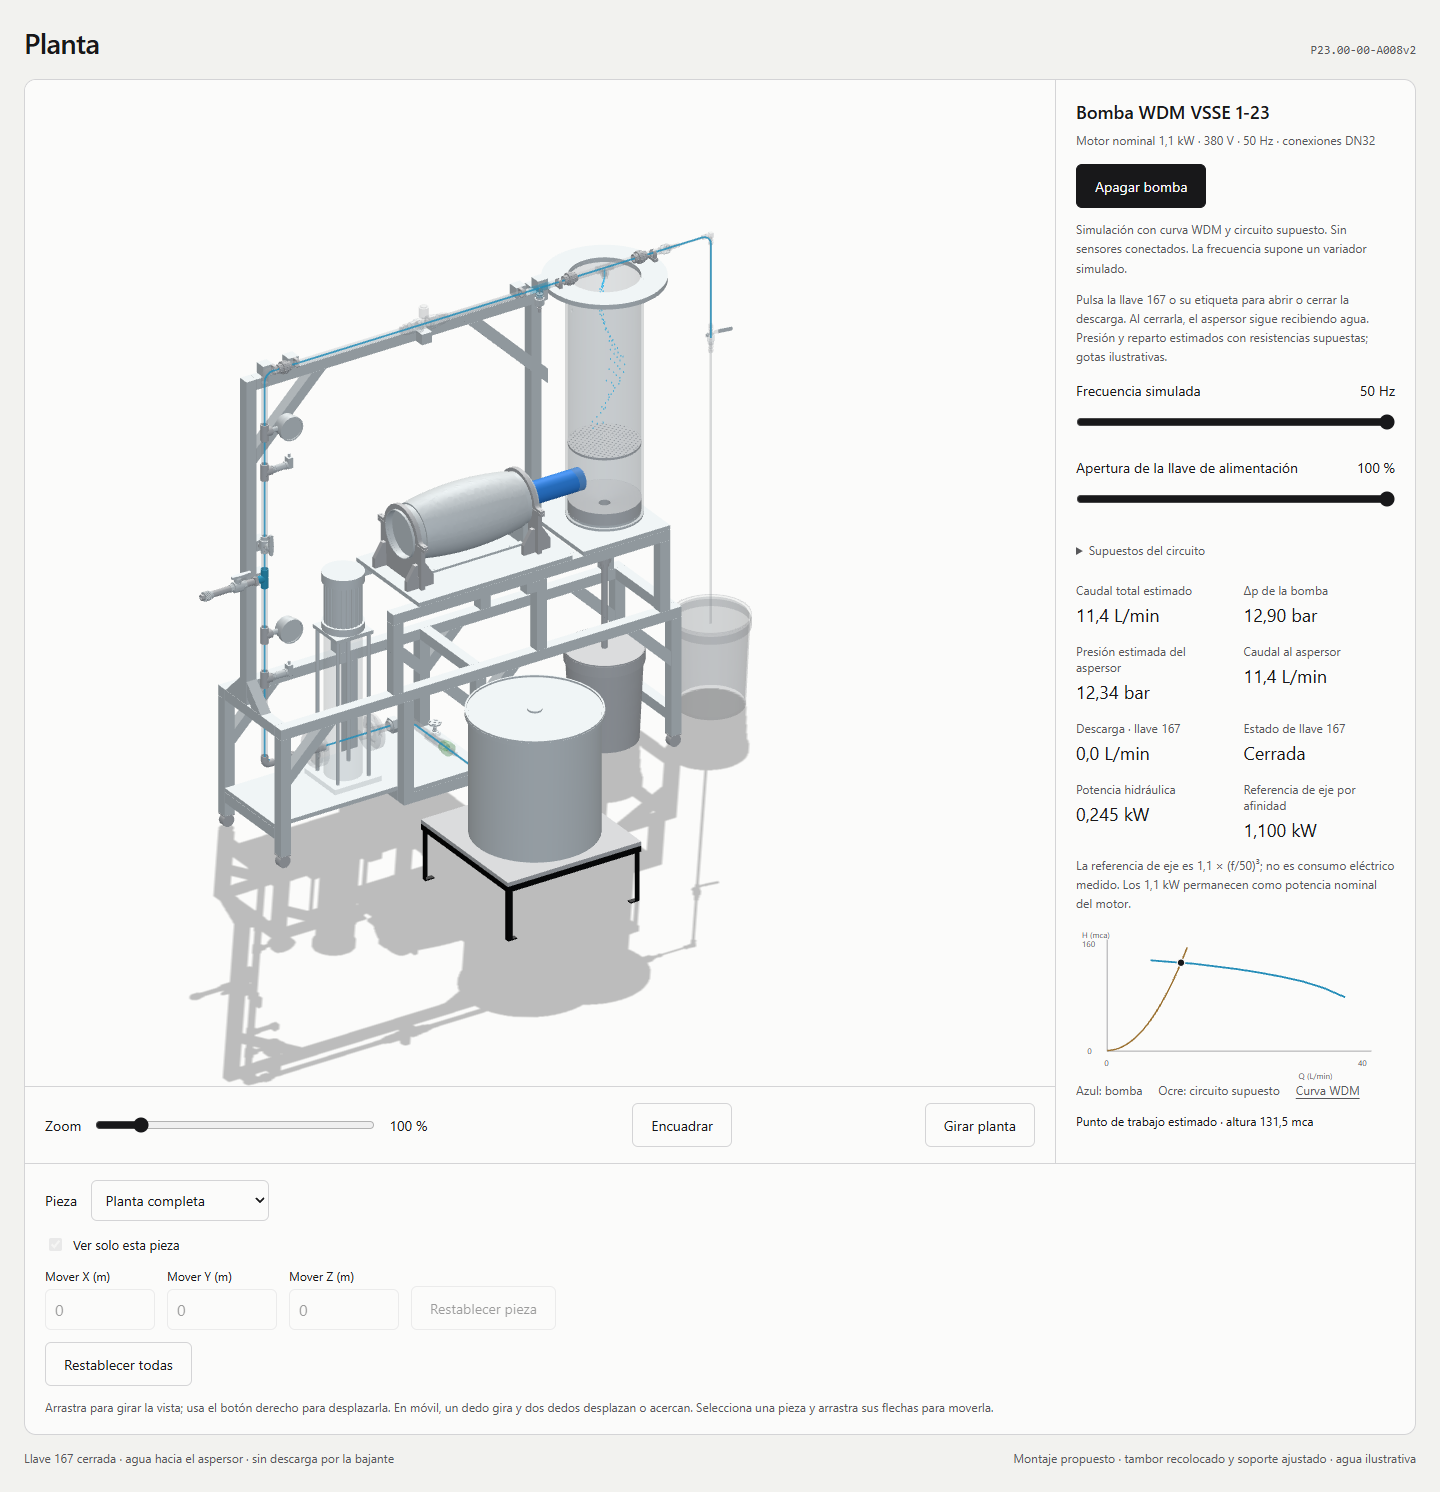 Planta
P23.00-00-A008v2
Bomba WDM VSSE 1-23
Motor nominal 1,1 kW · 380 V · 50 Hz · conexiones DN32
Apagar bomba
Simulación con curva WDM y circuito supuesto. Sin
sensores conectados. La frecuencia supone un variador
simulado.
Pulsa la llave 167 o su etiqueta para abrir o cerrar la
descarga. Al cerrarla, el aspersor sigue recibiendo agua.
Presión y reparto estimados con resistencias supuestas;
gotas ilustrativas.
Frecuencia simulada 50 Hz
Apertura de la llave de alimentación 100 %
▶ Supuestos del circuito
Caudal total estimado
11,4 L/min
Δp de la bomba
12,90 bar
Presión estimada del
aspersor
12,34 bar
Caudal al aspersor
11,4 L/min
Descarga · llave 167
0,0 L/min
Estado de llave 167
Cerrada
Potencia hidráulica
0,245 kW
Referencia de eje por
afinidad
1,100 kW
La referencia de eje es 1,1 × (f/50)³; no es consumo eléctrico
medido. Los 1,1 kW permanecen como potencia nominal
del motor.
H (mca)
160
0
0
40
Q (L/min)
Azul: bomba Ocre: circuito supuesto Curva WDM
Punto de trabajo estimado · altura 131,5 mca
Zoom 100 % Encuadrar Girar planta
Pieza Planta completa
Ver solo esta pieza
Mover X (m) Mover Y (m) Mover Z (m)
0 0 0 Restablecer pieza
Restablecer todas
Arrastra para girar la vista; usa el botón derecho para desplazarla. En móvil, un dedo gira y dos dedos desplazan o acercan. Selecciona una pieza y arrastra sus flechas para moverla.
Llave 167 cerrada · agua hacia el aspersor · sin descarga por la bajante
Montaje propuesto · tambor recolocado y soporte ajustado · agua ilustrativa